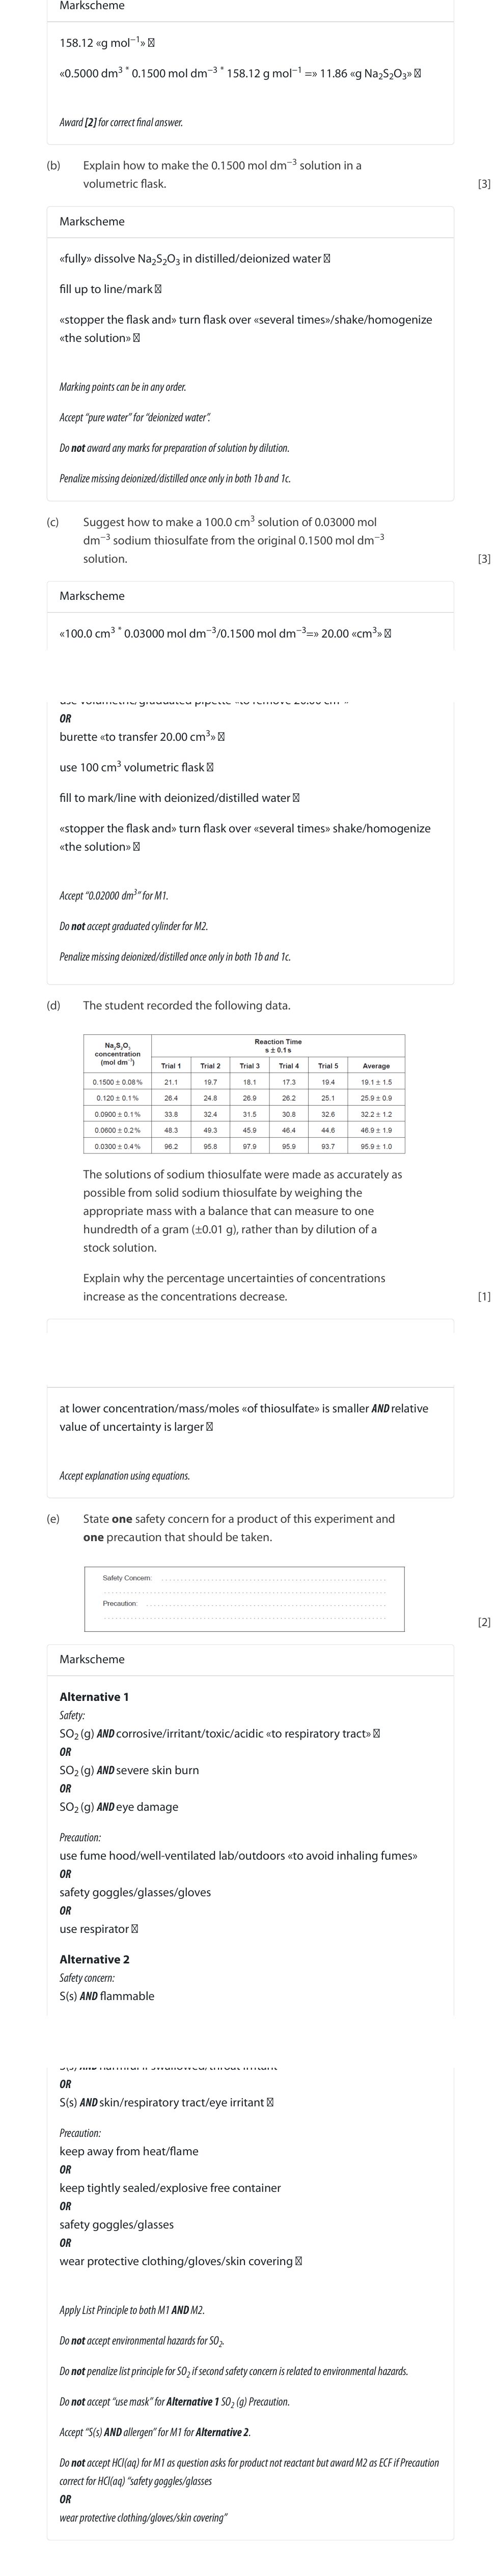 Markscheme
158.12 «g mol⁻¹» 
«0.5000 dm³ * 0.1500 mol dm⁻³ * 158.12 g mol⁻¹ =» 11.86 «g Na₂S₂O₃» 
Award [2] for correct final answer.
(b) Explain how to make the 0.1500 mol dm⁻³ solution in a
volumetric flask.
[3]
Markscheme
«fully» dissolve Na₂S₂O₃ in distilled/deionized water 
fill up to line/mark 
«stopper the flask and» turn flask over «several times»/shake/homogenize
«the solution» 
Marking points can be in any order.
Accept “pure water” for “deionized water”.
Do not award any marks for preparation of solution by dilution.
Penalize missing deionized/distilled once only in both 1b and 1c.
(c) Suggest how to make a 100.0 cm³ solution of 0.03000 mol
dm⁻³ sodium thiosulfate from the original 0.1500 mol dm⁻³
solution.
[3]
Markscheme
«100.0 cm³ * 0.03000 mol dm⁻³/0.1500 mol dm⁻³=» 20.00 «cm³» 
use volumetric/graduated pipette «to remove 20.00 cm³»
OR
burette «to transfer 20.00 cm³» 
use 100 cm³ volumetric flask 
fill to mark/line with deionized/distilled water 
«stopper the flask and» turn flask over «several times» shake/homogenize
«the solution» 
Accept “0.02000 dm³” for M1.
Do not accept graduated cylinder for M2.
Penalize missing deionized/distilled once only in both 1b and 1c.
(d) The student recorded the following data.
Na₂S₂O₃ concentration (mol dm⁻³) Reaction Time s ± 0.1 s
Trial 1 Trial 2 Trial 3 Trial 4 Trial 5 Average
0.1500 ± 0.08% 21.1 19.7 18.1 17.3 19.4 19.1 ± 1.5
0.120 ± 0.1% 26.4 24.8 26.9 26.2 25.1 25.9 ± 0.9
0.0900 ± 0.1% 33.8 32.4 31.5 30.8 32.6 32.2 ± 1.2
0.0600 ± 0.2% 48.3 49.3 45.9 46.4 44.6 46.9 ± 1.9
0.0300 ± 0.4% 96.2 95.8 97.9 95.9 93.7 95.9 ± 1.0
The solutions of sodium thiosulfate were made as accurately as
possible from solid sodium thiosulfate by weighing the
appropriate mass with a balance that can measure to one
hundredth of a gram (±0.01 g), rather than by dilution of a
stock solution.
Explain why the percentage uncertainties of concentrations
increase as the concentrations decrease.
[1]
at lower concentration/mass/moles «of thiosulfate» is smaller AND relative
value of uncertainty is larger 
Accept explanation using equations.
(e) State one safety concern for a product of this experiment and
one precaution that should be taken.
Safety Concern:
Precaution:
[2]
Markscheme
Alternative 1
Safety:
SO₂ (g) AND corrosive/irritant/toxic/acidic «to respiratory tract» 
OR
SO₂ (g) AND severe skin burn
OR
SO₂ (g) AND eye damage
Precaution:
use fume hood/well-ventilated lab/outdoors «to avoid inhaling fumes»
OR
safety goggles/glasses/gloves
OR
use respirator 
Alternative 2
Safety concern:
S(s) AND flammable
S(s) AND harmful if swallowed/throat irritant
OR
S(s) AND skin/respiratory tract/eye irritant 
Precaution:
keep away from heat/flame
OR
keep tightly sealed/explosive free container
OR
safety goggles/glasses
OR
wear protective clothing/gloves/skin covering 
Apply List Principle to both M1 AND M2.
Do not accept environmental hazards for SO₂.
Do not penalize list principle for SO₂ if second safety concern is related to environmental hazards.
Do not accept “use mask” for Alternative 1 SO₂ (g) Precaution.
Accept “S(s) AND allergen” for M1 for Alternative 2.
Do not accept HCl(aq) for M1 as question asks for product not reactant but award M2 as ECF if Precaution
correct for HCl(aq) “safety goggles/glasses
OR
wear protective clothing/gloves/skin covering”